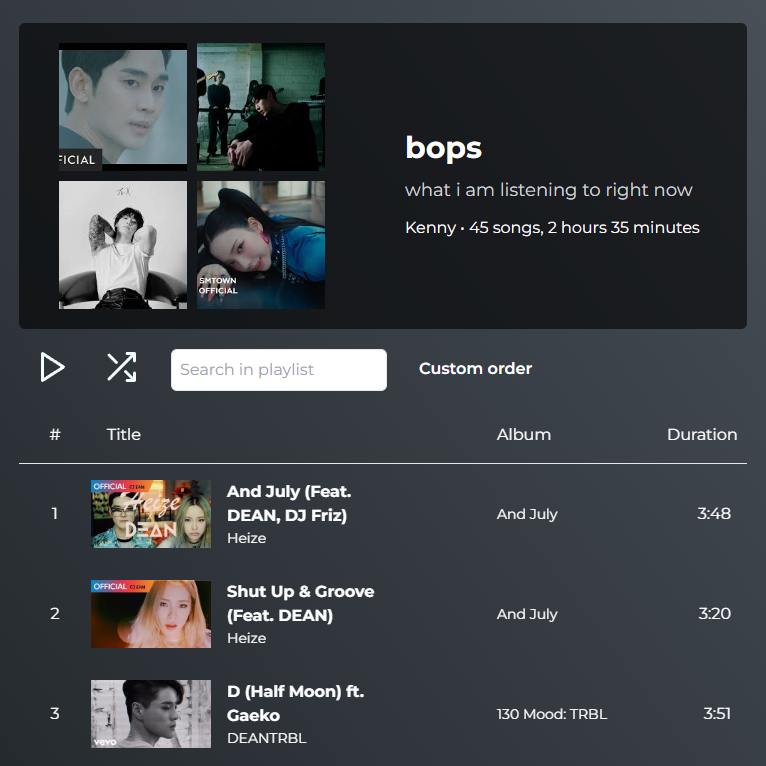 FICIAL
SMTOWN
OFFICIAL
bops
what i am listening to right now
Kenny • 45 songs, 2 hours 35 minutes
Search in playlist
Custom order
#
Title
Album
Duration
1
OFFICIAL
Heize
DEAN
And July (Feat.
DEAN, DJ Friz)
Heize
And July
3:48
2
OFFICIAL
Shut Up & Groove
(Feat. DEAN)
Heize
And July
3:20
3
vevo
D (Half Moon) ft.
Gaeko
DEANTRBL
130 Mood: TRBL
3:51